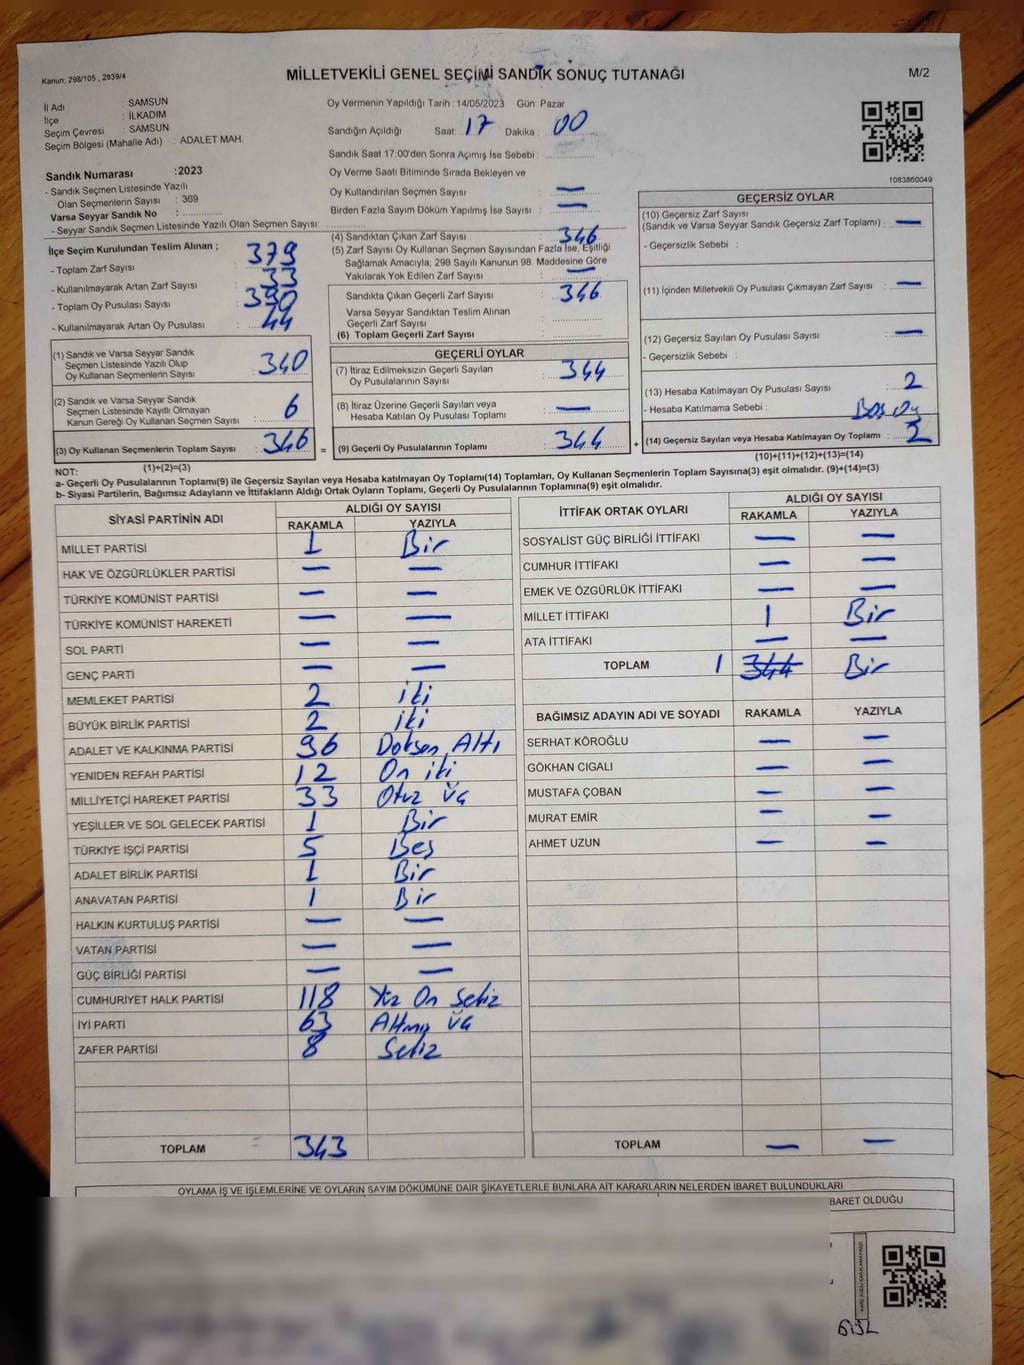 Kanun: 298/105 , 2839/4
MİLLETVEKİLİ GENEL SEÇİMİ SANDIK SONUÇ TUTANAĞI
M/2
İl Adı : SAMSUN
İlçe : İLKADIM
Seçim Çevresi : SAMSUN
Seçim Bölgesi (Mahalle Adı) : ADALET MAH.
Oy Vermenin Yapıldığı Tarih : 14/05/2023 Gün: Pazar
Sandığın Açıldığı Saat: 17 Dakika : 00
Sandık Saat 17:00'den Sonra Açımış İse Sebebi :
1083860049
Sandık Numarası : 2023
- Sandık Seçmen Listesinde Yazılı
Olan Seçmenlerin Sayısı : 369
Varsa Seyyar Sandık No :
- Seyyar Sandık Seçmen Listesinde Yazılı Olan Seçmen Sayısı:
Oy Verme Saati Bitiminde Sırada Bekleyen ve
Oy Kullandırılan Seçmen Sayısı : —
Birden Fazla Sayım Döküm Yapılmış İse Sayısı : —
İlçe Seçim Kurulundan Teslim Alınan ;
- Toplam Zarf Sayısı : 379
- Kullanılmayarak Artan Zarf Sayısı : 33
- Toplam Oy Pusulası Sayısı : 390
- Kullanılmayarak Artan Oy Pusulası : 44
(4) Sandıktan Çıkan Zarf Sayısı : 346
(5) Zarf Sayısı Oy Kullanan Seçmen Sayısından Fazla İse, Eşitliği
Sağlamak Amacıyla; 298 Sayılı Kanunun 98. Maddesine Göre
Yakılarak Yok Edilen Zarf Sayısı : —
Sandıkta Çıkan Geçerli Zarf Sayısı : 346
Varsa Seyyar Sandıktan Teslim Alınan
Geçerli Zarf Sayısı :
(6) Toplam Geçerli Zarf Sayısı :
GEÇERSİZ OYLAR
(10) Geçersiz Zarf Sayısı
(Sandık ve Varsa Seyyar Sandık Geçersiz Zarf Toplamı) : —
- Geçersizlik Sebebi :
(11) İçinden Milletvekili Oy Pusulası Çıkmayan Zarf Sayısı : —
(12) Geçersiz Sayılan Oy Pusulası Sayısı : —
- Geçersizlik Sebebi :
(13) Hesaba Katılmayan Oy Pusulası Sayısı : 2
- Hesaba Katılmama Sebebi : Boş oy
(14) Geçersiz Sayılan veya Hesaba Katılmayan Oy Toplamı : 2
(10)+(11)+(12)+(13)=(14)
(1) Sandık ve Varsa Seyyar Sandık
Seçmen Listesinde Yazılı Olup
Oy Kullanan Seçmenlerin Sayısı : 340
(2) Sandık ve Varsa Seyyar Sandık
Seçmen Listesinde Kayıtlı Olmayan
Kanun Gereği Oy Kullanan Seçmen Sayısı : 6
(3) Oy Kullanan Seçmenlerin Toplam Sayısı : 346 =
(1)+(2)=(3)
GEÇERLİ OYLAR
(7) İtiraz Edilmeksizin Geçerli Sayılan
Oy Pusulalarının Sayısı : 344
(8) İtiraz Üzerine Geçerli Sayılan veya
Hesaba Katılan Oy Pusulası Toplamı : —
(9) Geçerli Oy Pusulalarının Toplamı : 344 +
NOT:
a- Geçerli Oy Pusulalarının Toplamı(9) ile Geçersiz Sayılan veya Hesaba katılmayan Oy Toplamı(14) Toplamları, Oy Kullanan Seçmenlerin Toplam Sayısına(3) eşit olmalıdır. (9)+(14)=(3)
b- Siyasi Partilerin, Bağımsız Adayların ve İttifakların Aldığı Ortak Oyların Toplamı, Geçerli Oy Pusulalarının Toplamına(9) eşit olmalıdır.
SİYASİ PARTİNİN ADI ALDIĞI OY SAYISI
RAKAMLA YAZIYLA
MİLLET PARTİSİ 1 Bir
HAK VE ÖZGÜRLÜKLER PARTİSİ — —
TÜRKİYE KOMÜNİST PARTİSİ — —
TÜRKİYE KOMÜNİST HAREKETİ — —
SOL PARTİ — —
GENÇ PARTİ — —
MEMLEKET PARTİSİ 2 iki
BÜYÜK BİRLİK PARTİSİ 2 iki
ADALET VE KALKINMA PARTİSİ 96 Doksan Altı
YENİDEN REFAH PARTİSİ 12 On iki
MİLLİYETÇİ HAREKET PARTİSİ 33 Otuz üç
YEŞİLLER VE SOL GELECEK PARTİSİ 1 Bir
TÜRKİYE İŞÇİ PARTİSİ 5 Beş
ADALET BİRLİK PARTİSİ 1 Bir
ANAVATAN PARTİSİ 1 Bir
HALKIN KURTULUŞ PARTİSİ — —
VATAN PARTİSİ — —
GÜÇ BİRLİĞİ PARTİSİ — —
CUMHURİYET HALK PARTİSİ 118 Yüz On Sekiz
İYİ PARTİ 63 Altmış üç
ZAFER PARTİSİ 8 Sekiz
TOPLAM 343
İTTİFAK ORTAK OYLARI ALDIĞI OY SAYISI
RAKAMLA YAZIYLA
SOSYALİST GÜÇ BİRLİĞİ İTTİFAKI — —
CUMHUR İTTİFAKI — —
EMEK VE ÖZGÜRLÜK İTTİFAKI — —
MİLLET İTTİFAKI 1 Bir
ATA İTTİFAKI — —
TOPLAM 1 344 Bir
BAĞIMSIZ ADAYIN ADI VE SOYADI RAKAMLA YAZIYLA
SERHAT KÖROĞLU — —
GÖKHAN CIGALI — —
MUSTAFA ÇOBAN — —
MURAT EMİR — —
AHMET UZUN — —
TOPLAM — —
OYLAMA İŞ VE İŞLEMLERİNE VE OYLARIN SAYIM DÖKÜMÜNE DAİR ŞİKAYETLERLE BUNLARA AİT KARARLARIN NELERDEN İBARET BULUNDUKLARI
BARET OLDUĞU